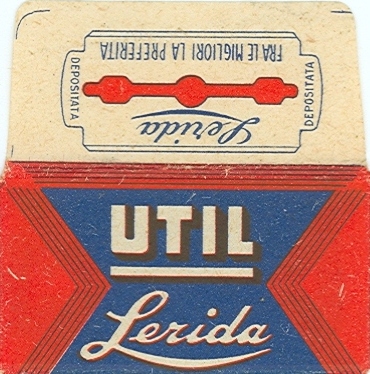 FRA LE MIGLIORI LA PREFERITA
DEPOSITATA
DEPOSITATA
Lerida
UTIL
Lerida